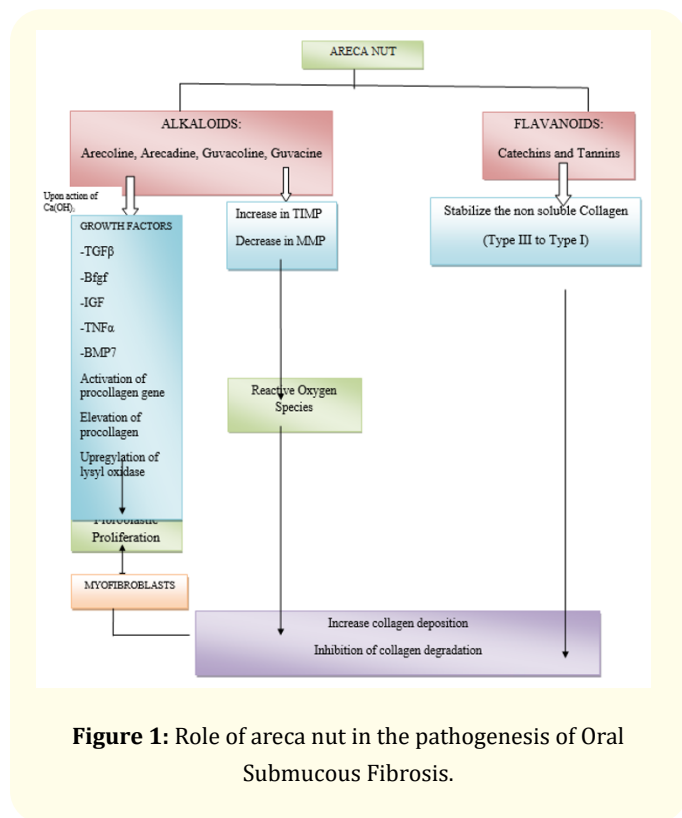 ARECA NUT
ALKALOIDS:
Arecoline, Arecadine, Guvacoline, Guvacine
FLAVANOIDS:
Catechins and Tannins
Upon action of
Ca(OH)₂
GROWTH FACTORS
-TGFβ
-Bfgf
-IGF
-TNFα
-BMP7
Activation of
procollagen gene
Elevation of
procollagen
Upregylation of
lysyl oxidase
Proliferation
MYOFIBROBLASTS
Increase in TIMP
Decrease in MMP
Reactive Oxygen
Species
Stabilize the non soluble Collagen
(Type III to Type I)
Increase collagen deposition
Inhibition of collagen degradation
Figure 1: Role of areca nut in the pathogenesis of Oral
Submucous Fibrosis.